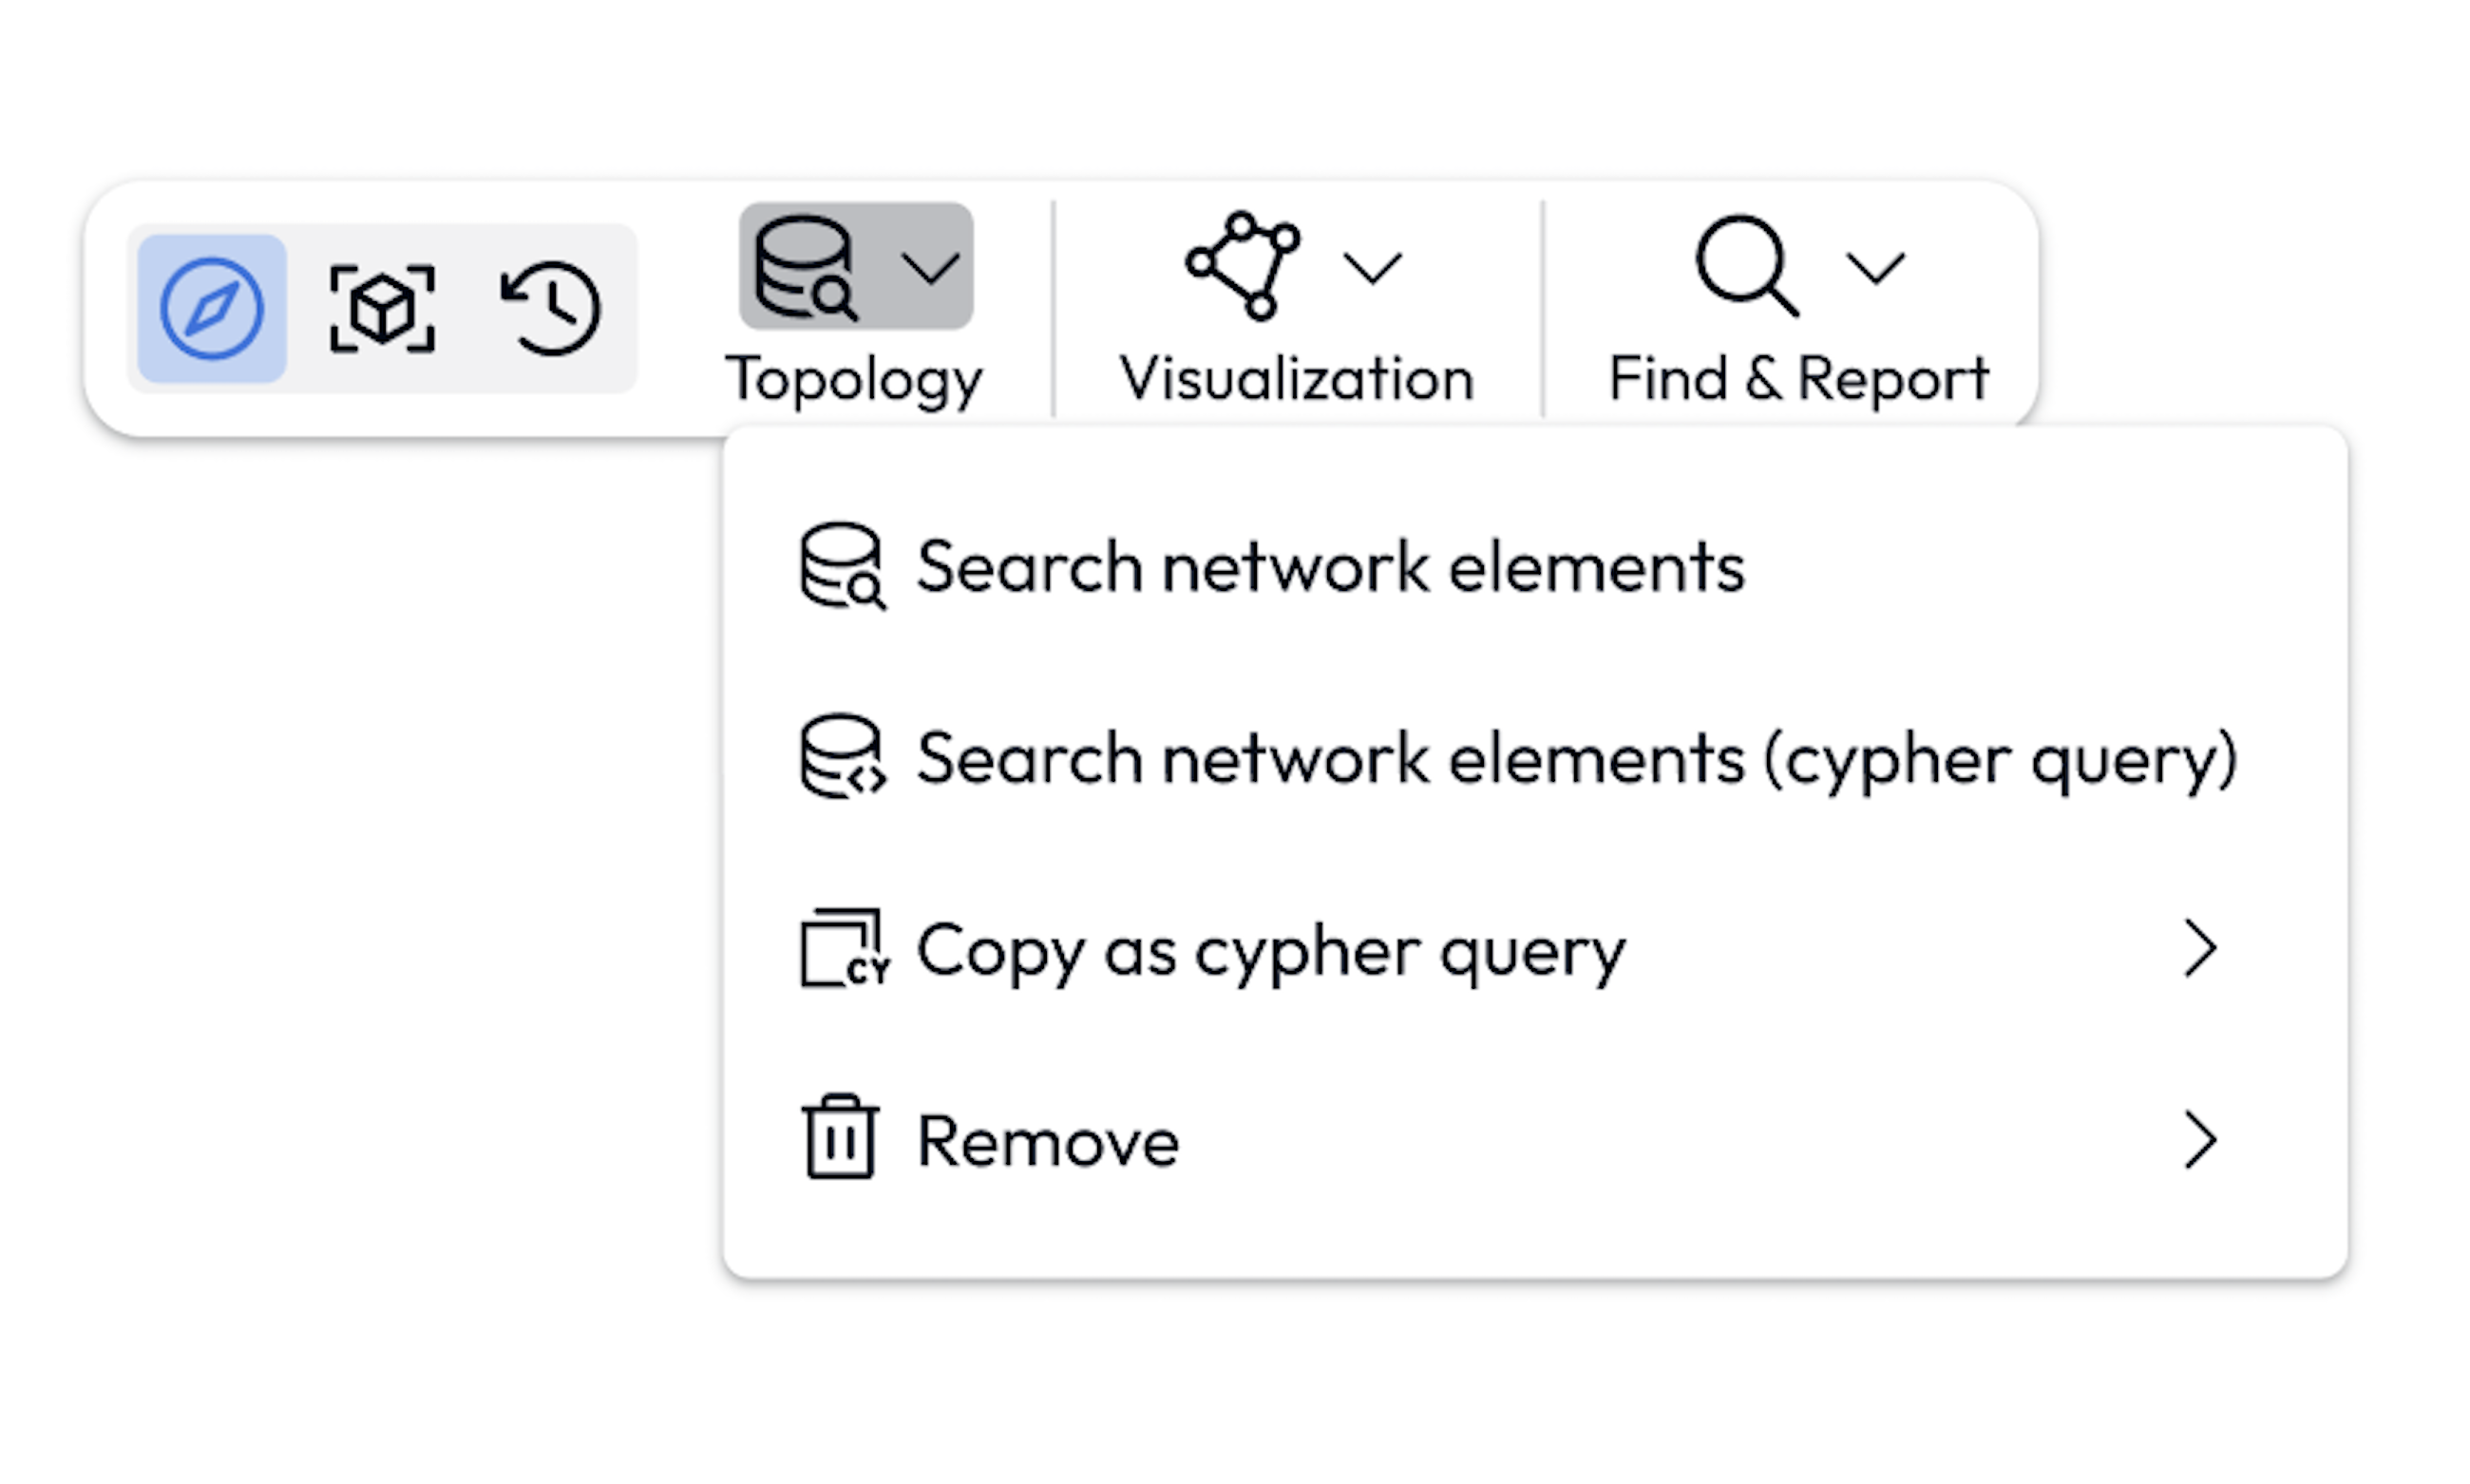 Topology
Visualization
Find & Report
Search network elements
Search network elements (cypher query)
CY
Copy as cypher query
Remove